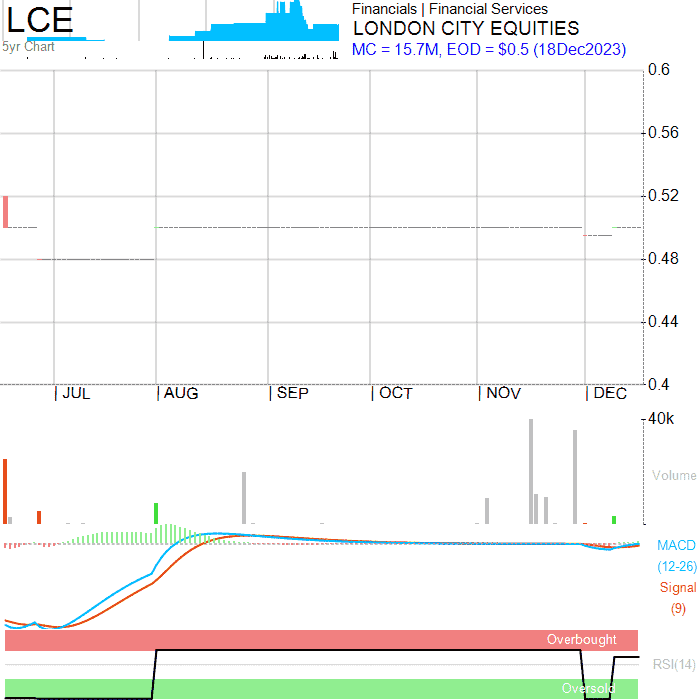 LCE
5yr Chart
Financials | Financial Services
LONDON CITY EQUITIES
MC = 15.7M, EOD = $0.5 (18Dec2023)
0.6
0.56
0.52
0.48
0.44
0.4
| JUL | AUG | SEP | OCT | NOV | DEC
40k
Volume
MACD
(12-26)
Signal
(9)
Overbought
RSI(14)
Oversold